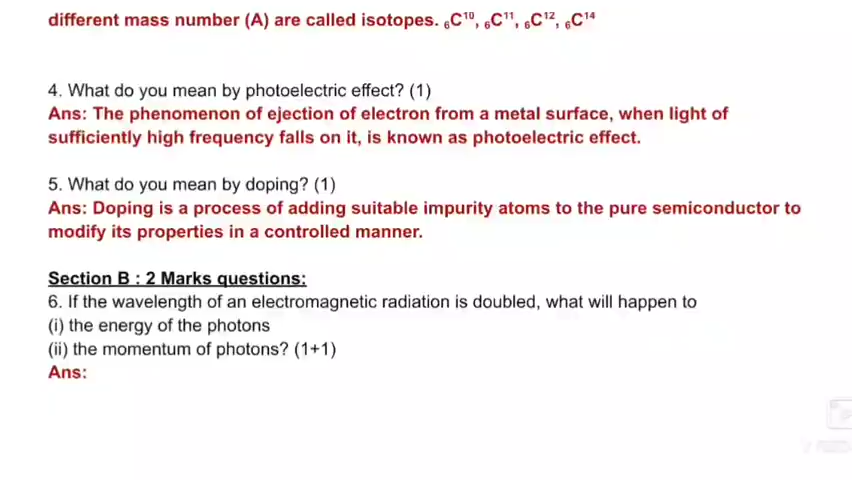 different mass number (A) are called isotopes. ₆C¹⁰, ₆C¹¹, ₆C¹², ₆C¹⁴
4. What do you mean by photoelectric effect? (1)
Ans: The phenomenon of ejection of electron from a metal surface, when light of
sufficiently high frequency falls on it, is known as photoelectric effect.
5. What do you mean by doping? (1)
Ans: Doping is a process of adding suitable impurity atoms to the pure semiconductor to
modify its properties in a controlled manner.
Section B : 2 Marks questions:
6. If the wavelength of an electromagnetic radiation is doubled, what will happen to
(i) the energy of the photons
(ii) the momentum of photons? (1+1)
Ans: